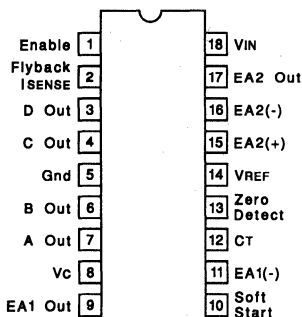 Enable 1
Flyback
ISENSE 2
D Out 3
C Out 4
Gnd 5
B Out 6
A Out 7
Vc 8
EA1 Out 9
18 VIN
17 EA2 Out
16 EA2(-)
15 EA2(+)
14 VREF
13 Zero
Detect
12 CT
11 EA1(-)
10 Soft
Start